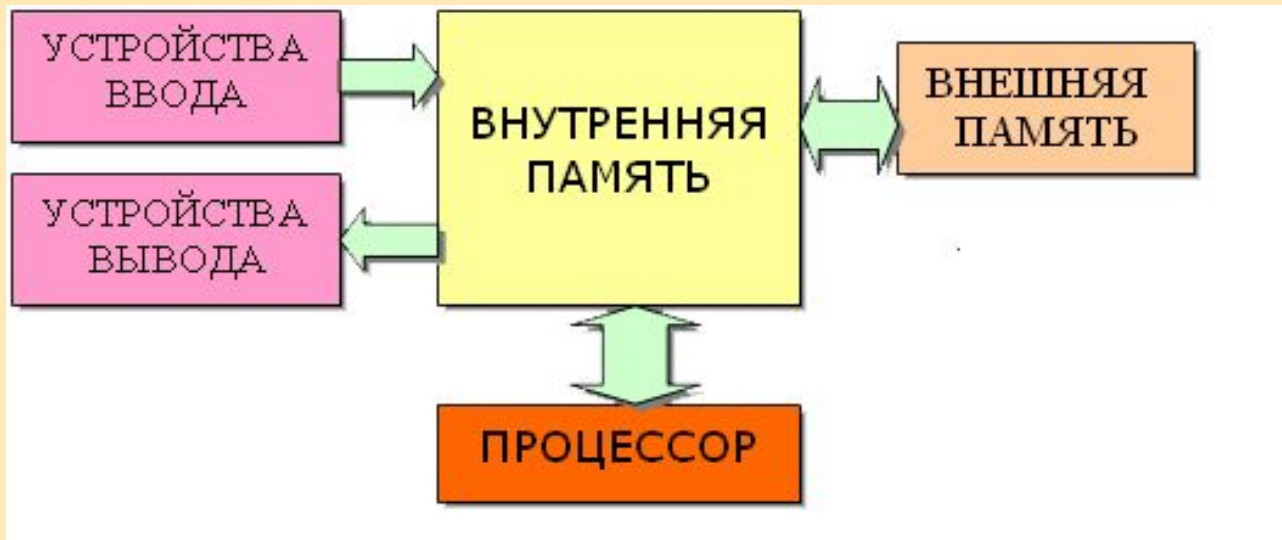 УСТРОЙСТВА
ВВОДА
ВНУТРЕННЯЯ
ПАМЯТЬ
ВНЕШНЯЯ
ПАМЯТЬ
УСТРОЙСТВА
ВЫВОДА
ПРОЦЕССОР